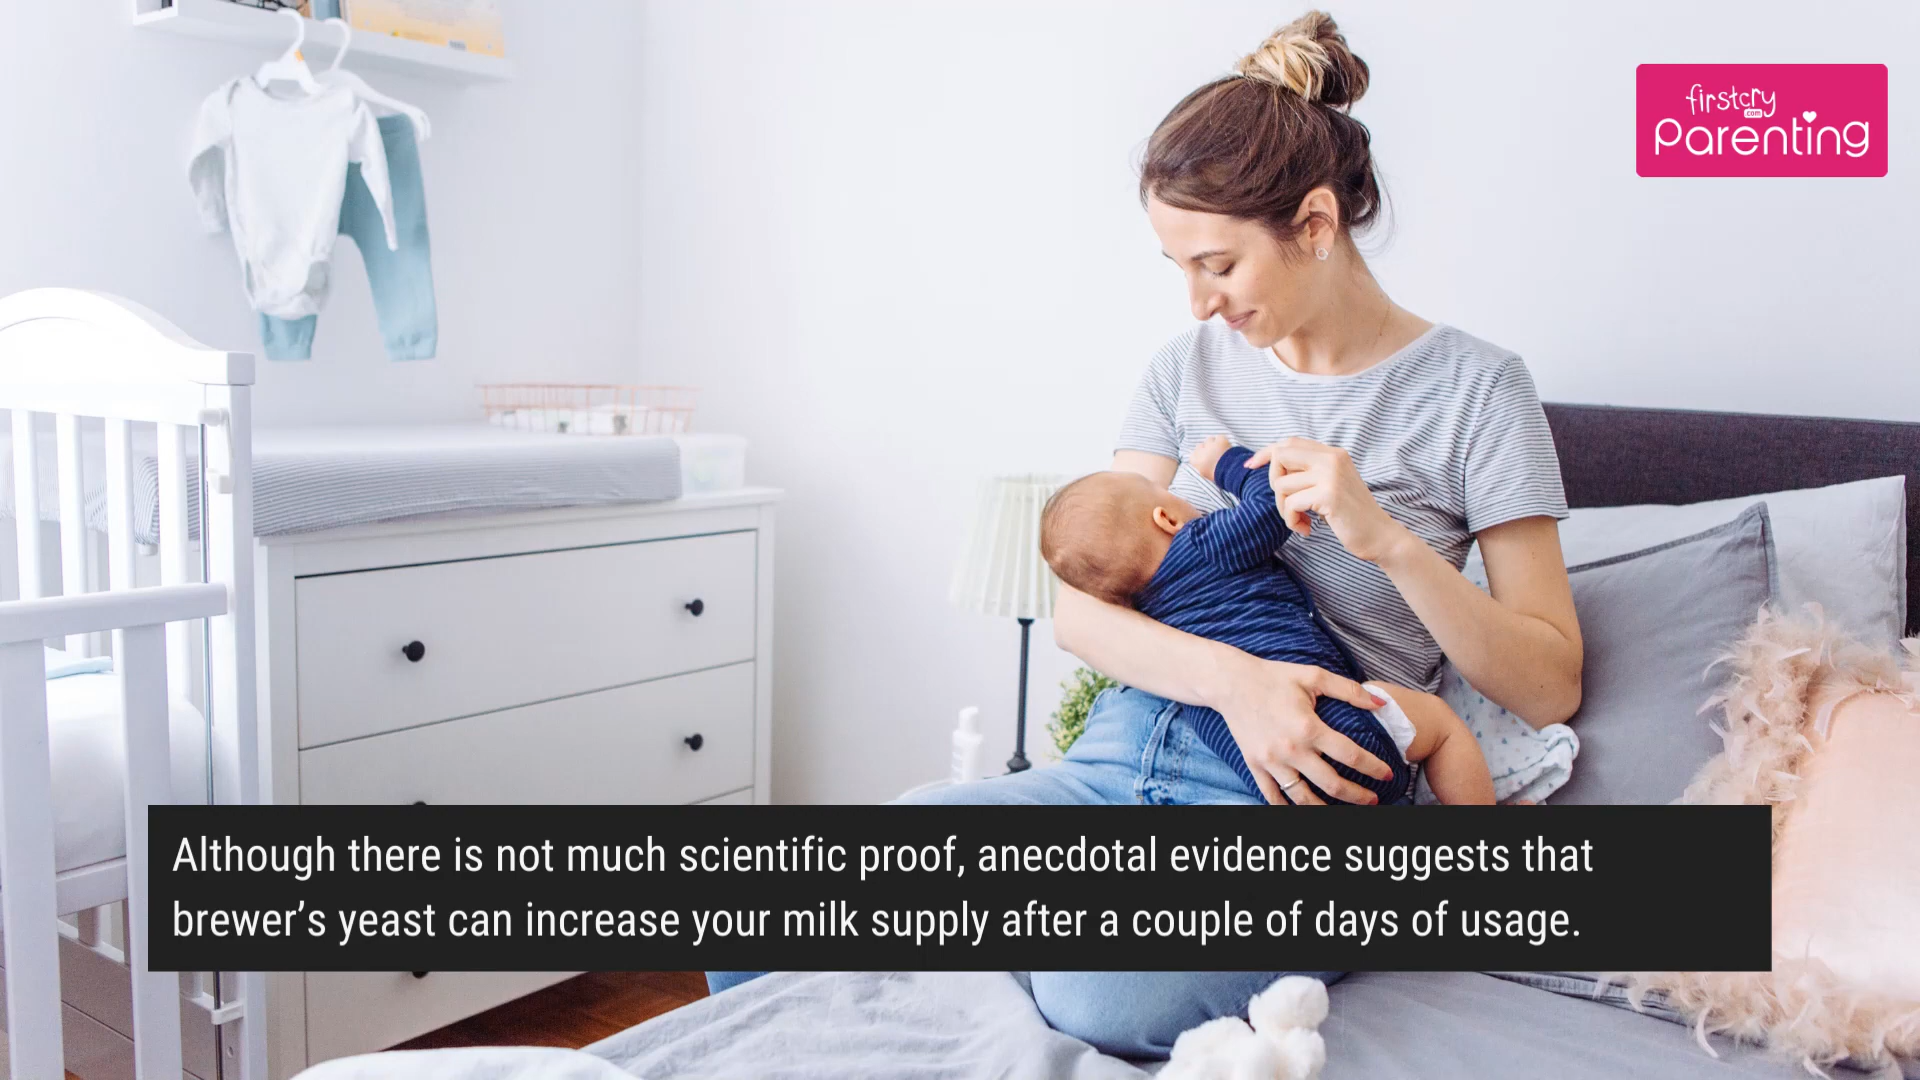 firstcry
.com
Parenting
Although there is not much scientific proof, anecdotal evidence suggests that
brewer’s yeast can increase your milk supply after a couple of days of usage.